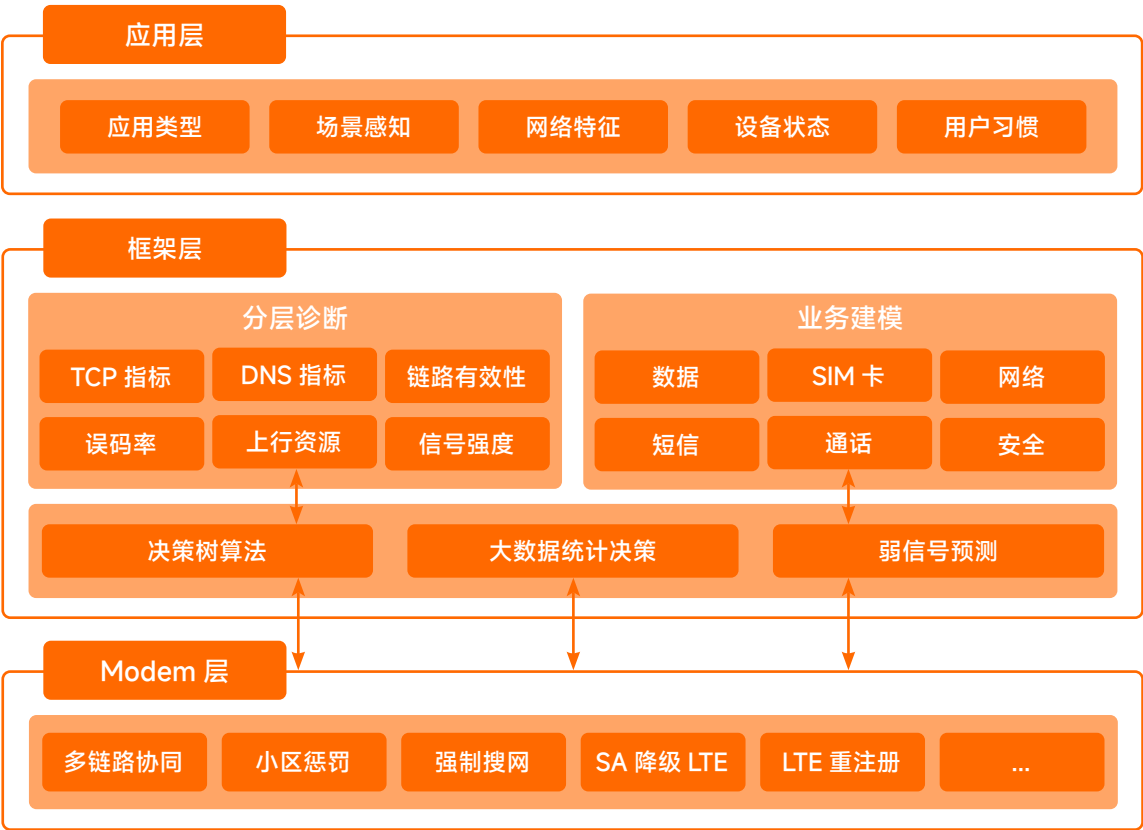 应用层
应用类型 场景感知 网络特征 设备状态 用户习惯
框架层
分层诊断 业务建模
TCP 指标 DNS 指标 链路有效性 数据 SIM 卡 网络
误码率 上行资源 信号强度 短信 通话 安全
决策树算法 大数据统计决策 弱信号预测
Modem 层
多链路协同 小区惩罚 强制搜网 SA 降级 LTE LTE 重注册 ...